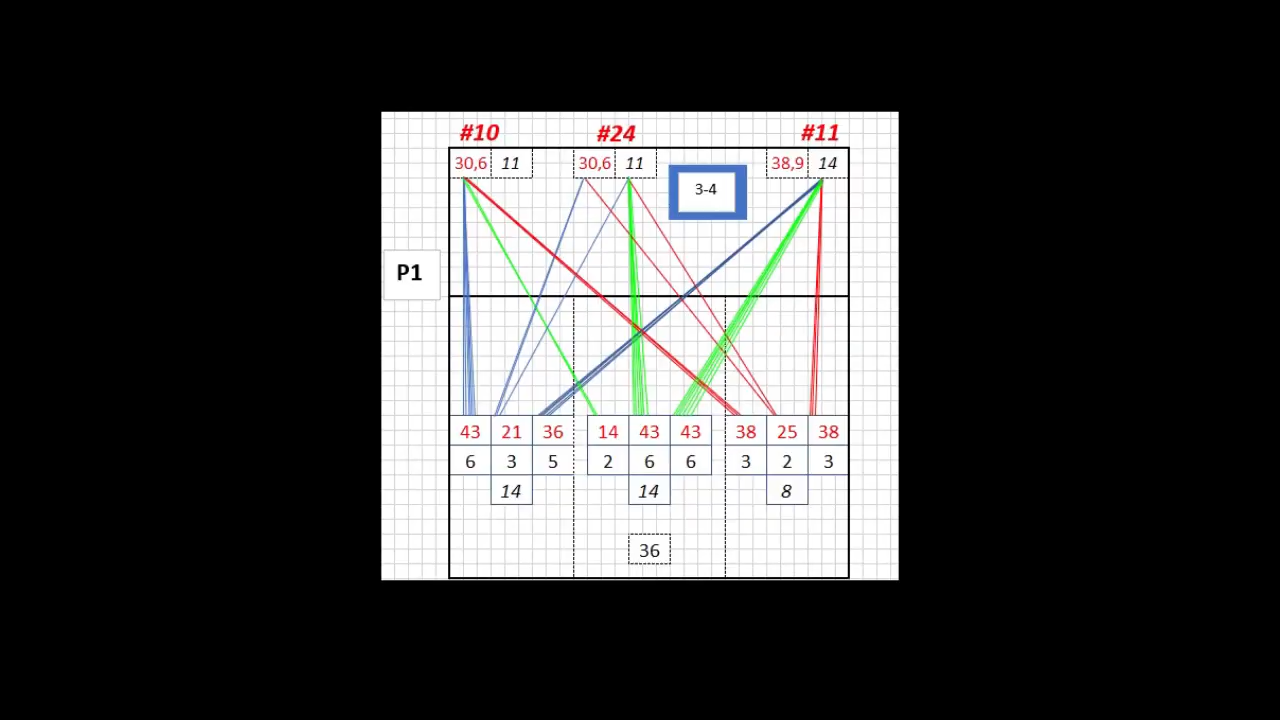 #10 #24 #11
30,6 11 30,6 11 38,9 14
3-4
P1
43 21 36 14 43 43 38 25 38
6 3 5 2 6 6 3 2 3
14 14 8
36